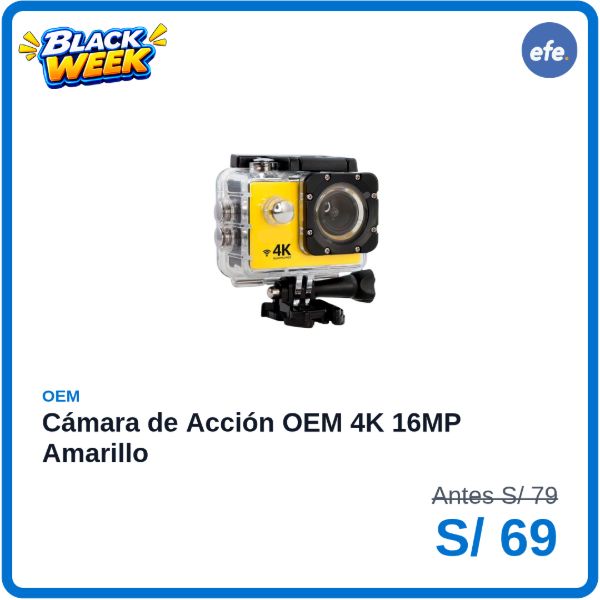 BLACK
WEEK
efe.
4K
OEM
Cámara de Acción OEM 4K 16MP
Amarillo
Antes S/ 79
S/ 69